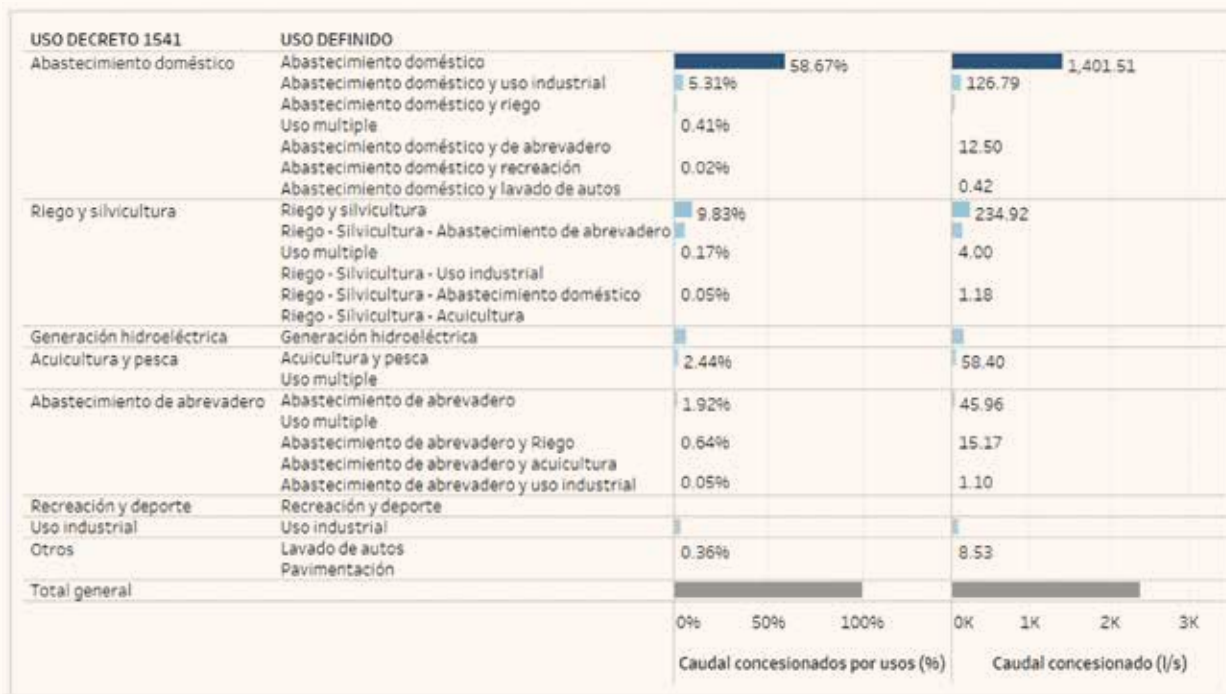 USO DECRETO 1541 USO DEFINIDO
Abastecimiento doméstico Abastecimiento doméstico 58.67% 1,401.51
Abastecimiento doméstico y uso industrial 5.31% 126.79
Abastecimiento doméstico y riego
Uso multiple 0.41%
Abastecimiento doméstico y de abrevadero 12.50
Abastecimiento doméstico y recreación 0.02%
Abastecimiento doméstico y lavado de autos 0.42
Riego y silvicultura Riego y silvicultura 9.83% 234.92
Riego - Silvicultura - Abastecimiento de abrevadero
Uso multiple 0.17% 4.00
Riego - Silvicultura - Uso industrial
Riego - Silvicultura - Abastecimiento doméstico 0.05% 1.18
Riego - Silvicultura - Acuicultura
Generación hidroeléctrica Generación hidroeléctrica
Acuicultura y pesca Acuicultura y pesca 2.44% 58.40
Uso multiple
Abastecimiento de abrevadero Abastecimiento de abrevadero 1.92% 45.96
Uso multiple
Abastecimiento de abrevadero y Riego 0.64% 15.17
Abastecimiento de abrevadero y acuicultura
Abastecimiento de abrevadero y uso industrial 0.05% 1.10
Recreación y deporte Recreación y deporte
Uso industrial Uso industrial
Otros Lavado de autos 0.36% 8.53
Pavimentación
Total general
0% 50% 100% 0K 1K 2K 3K
Caudal concesionados por usos (%) Caudal concesionado (l/s)